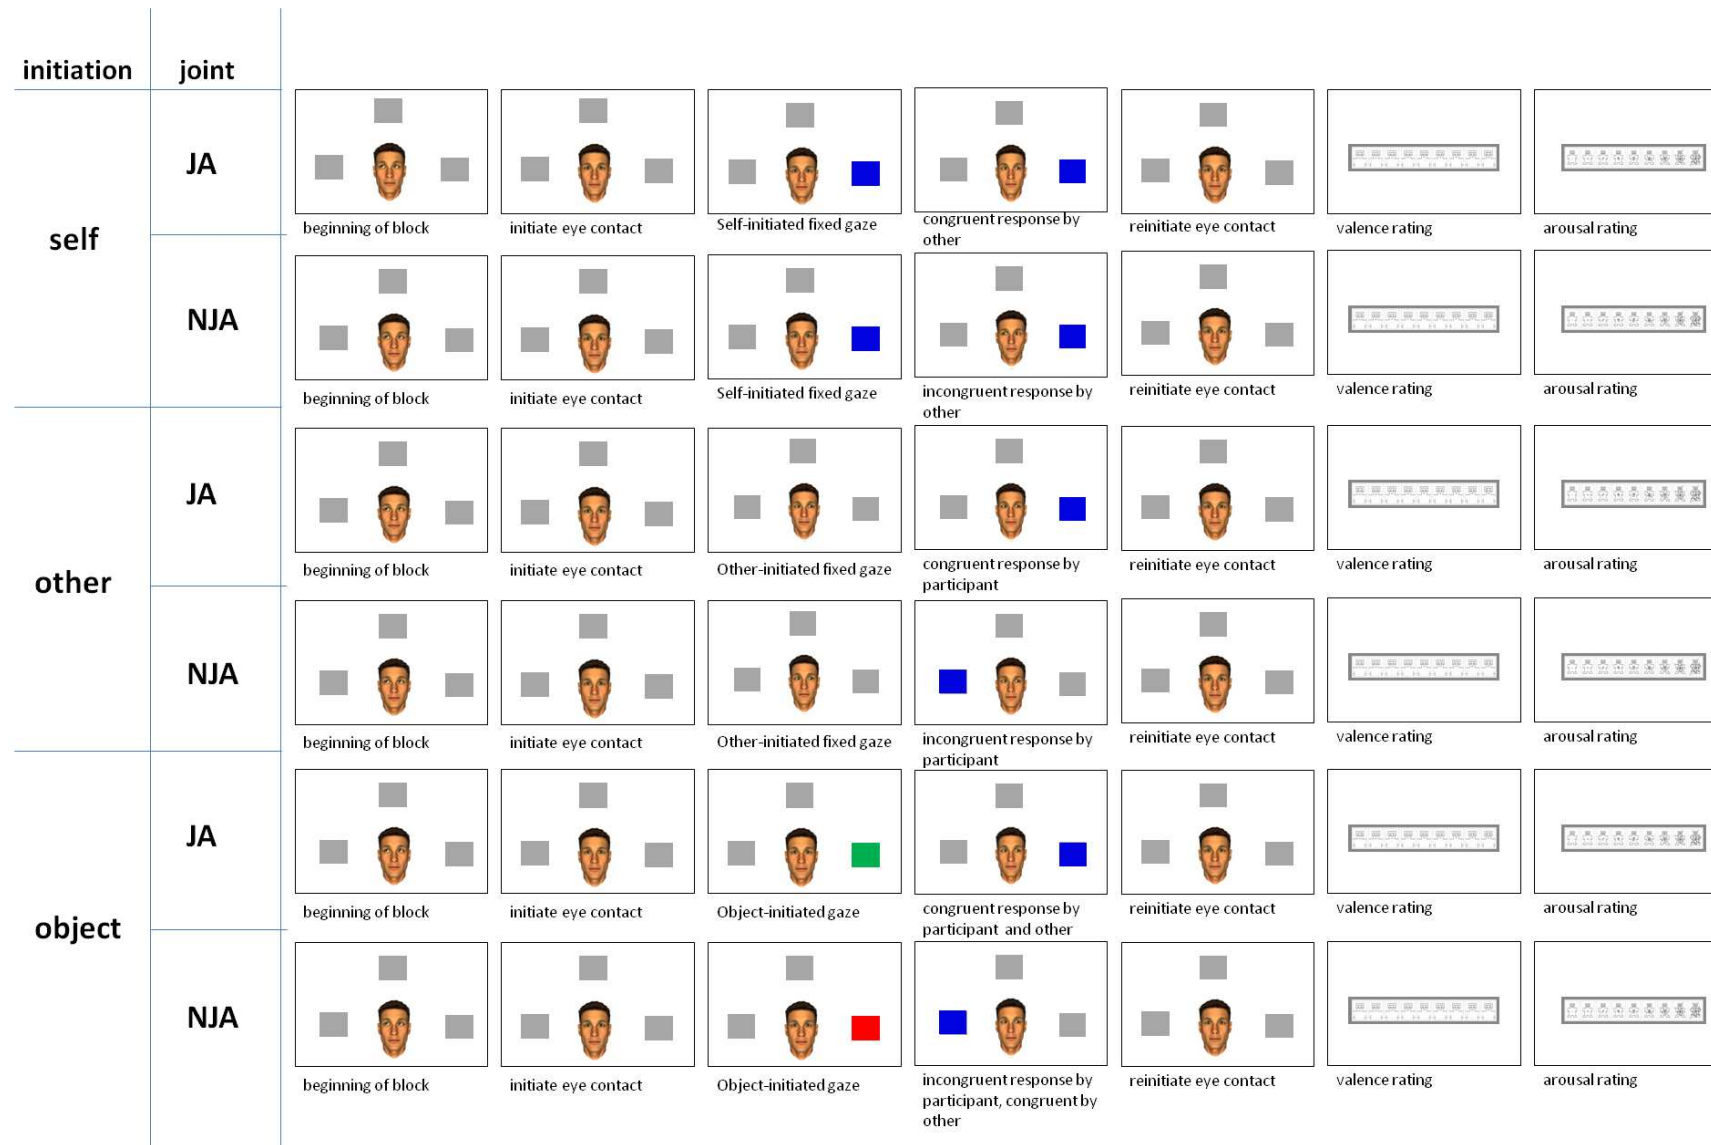 initiation joint
self
JA
beginning of block
initiate eye contact
Self-initiated fixed gaze
congruent response by
other
reinitiate eye contact
valence rating
arousal rating
NJA
beginning of block
initiate eye contact
Self-initiated fixed gaze
incongruent response by
other
reinitiate eye contact
valence rating
arousal rating
other
JA
beginning of block
initiate eye contact
Other-initiated fixed gaze
congruent response by
participant
reinitiate eye contact
valence rating
arousal rating
NJA
beginning of block
initiate eye contact
Other-initiated fixed gaze
incongruent response by
participant
reinitiate eye contact
valence rating
arousal rating
object
JA
beginning of block
initiate eye contact
Object-initiated gaze
congruent response by
participant and other
reinitiate eye contact
valence rating
arousal rating
NJA
beginning of block
initiate eye contact
Object-initiated gaze
incongruent response by
participant, congruent by
other
reinitiate eye contact
valence rating
arousal rating